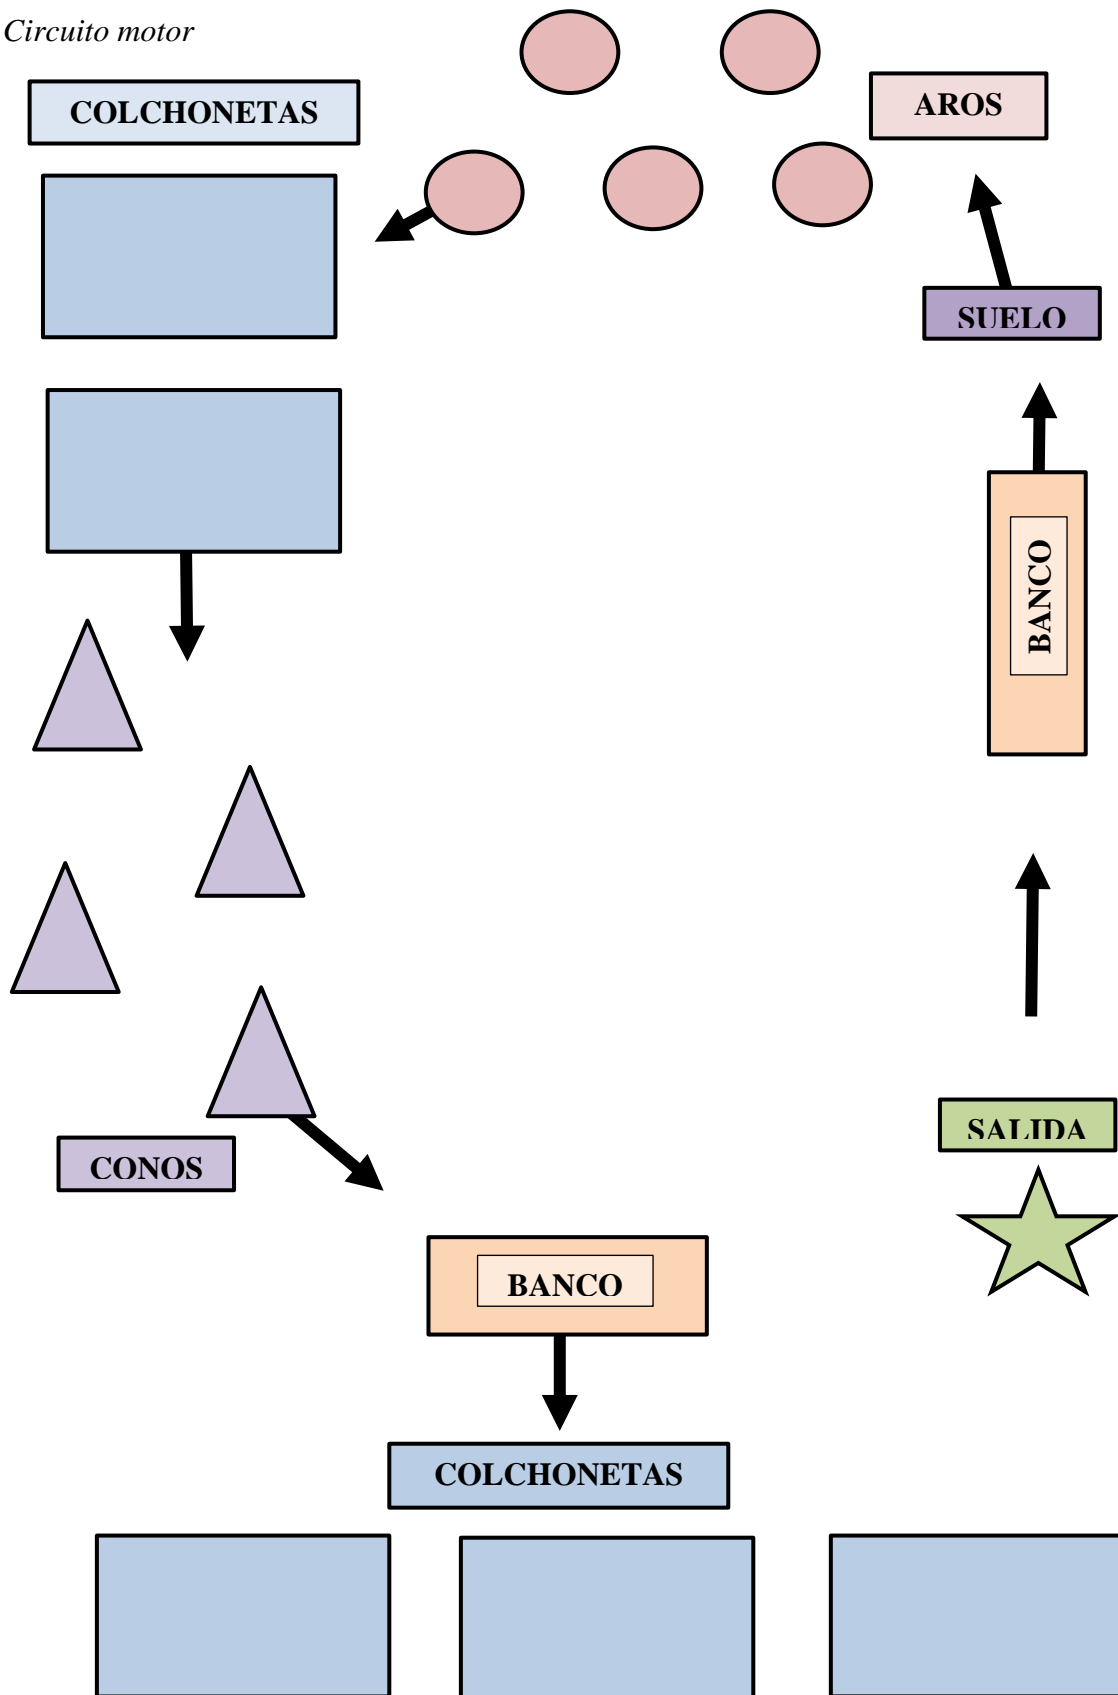 Circuito motor
COLCHONETAS
AROS
SUELO
BANCO
SALIDA
CONOS
BANCO
COLCHONETAS